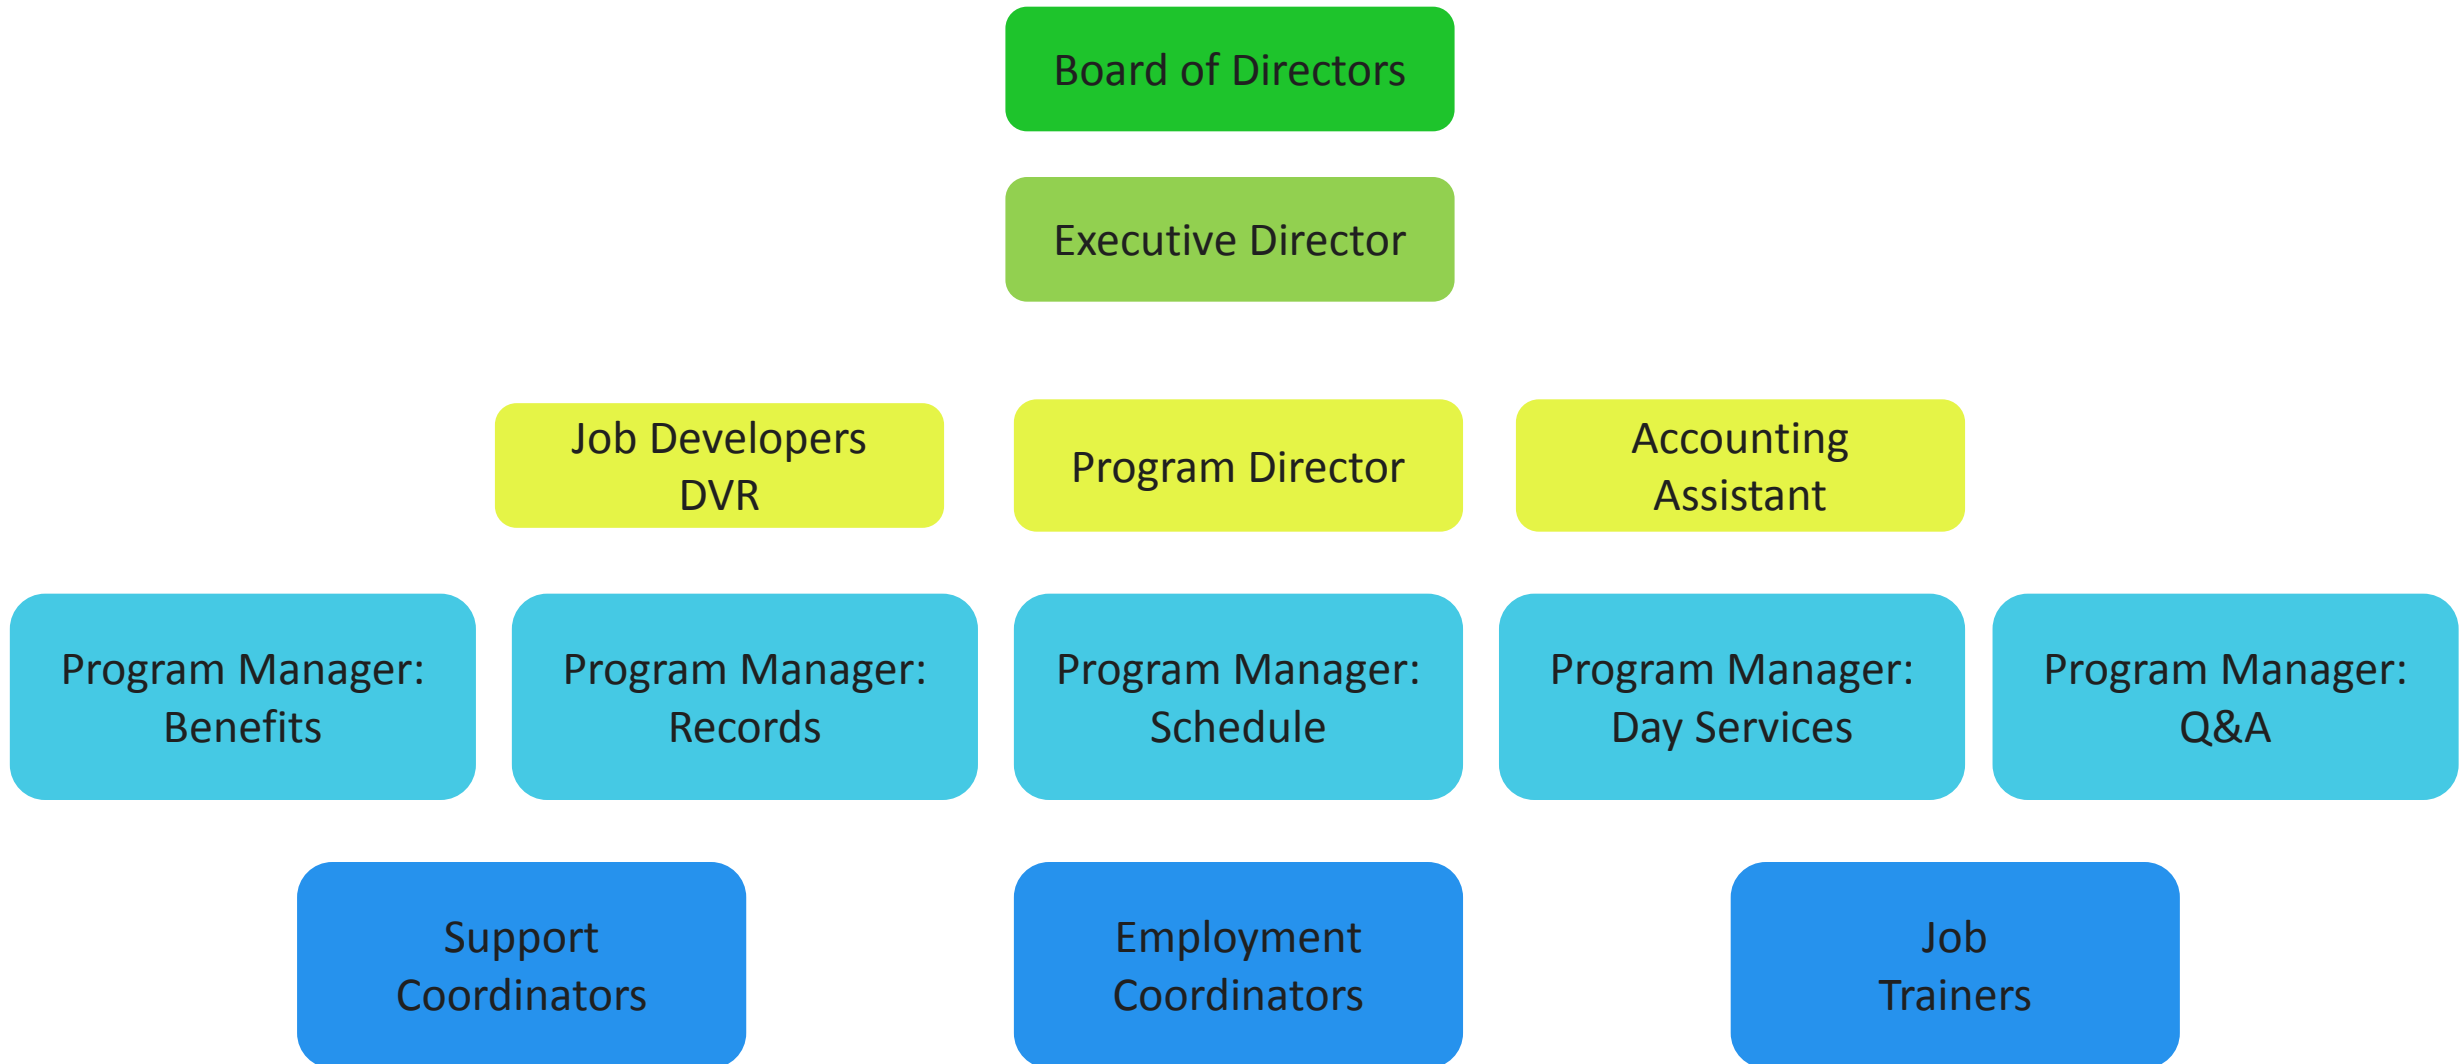 Board of Directors
Executive Director
Job Developers
DVR
Program Director
Accounting
Assistant
Program Manager:
Benefits
Program Manager:
Records
Program Manager:
Schedule
Program Manager:
Day Services
Program Manager:
Q&A
Support
Coordinators
Employment
Coordinators
Job
Trainers